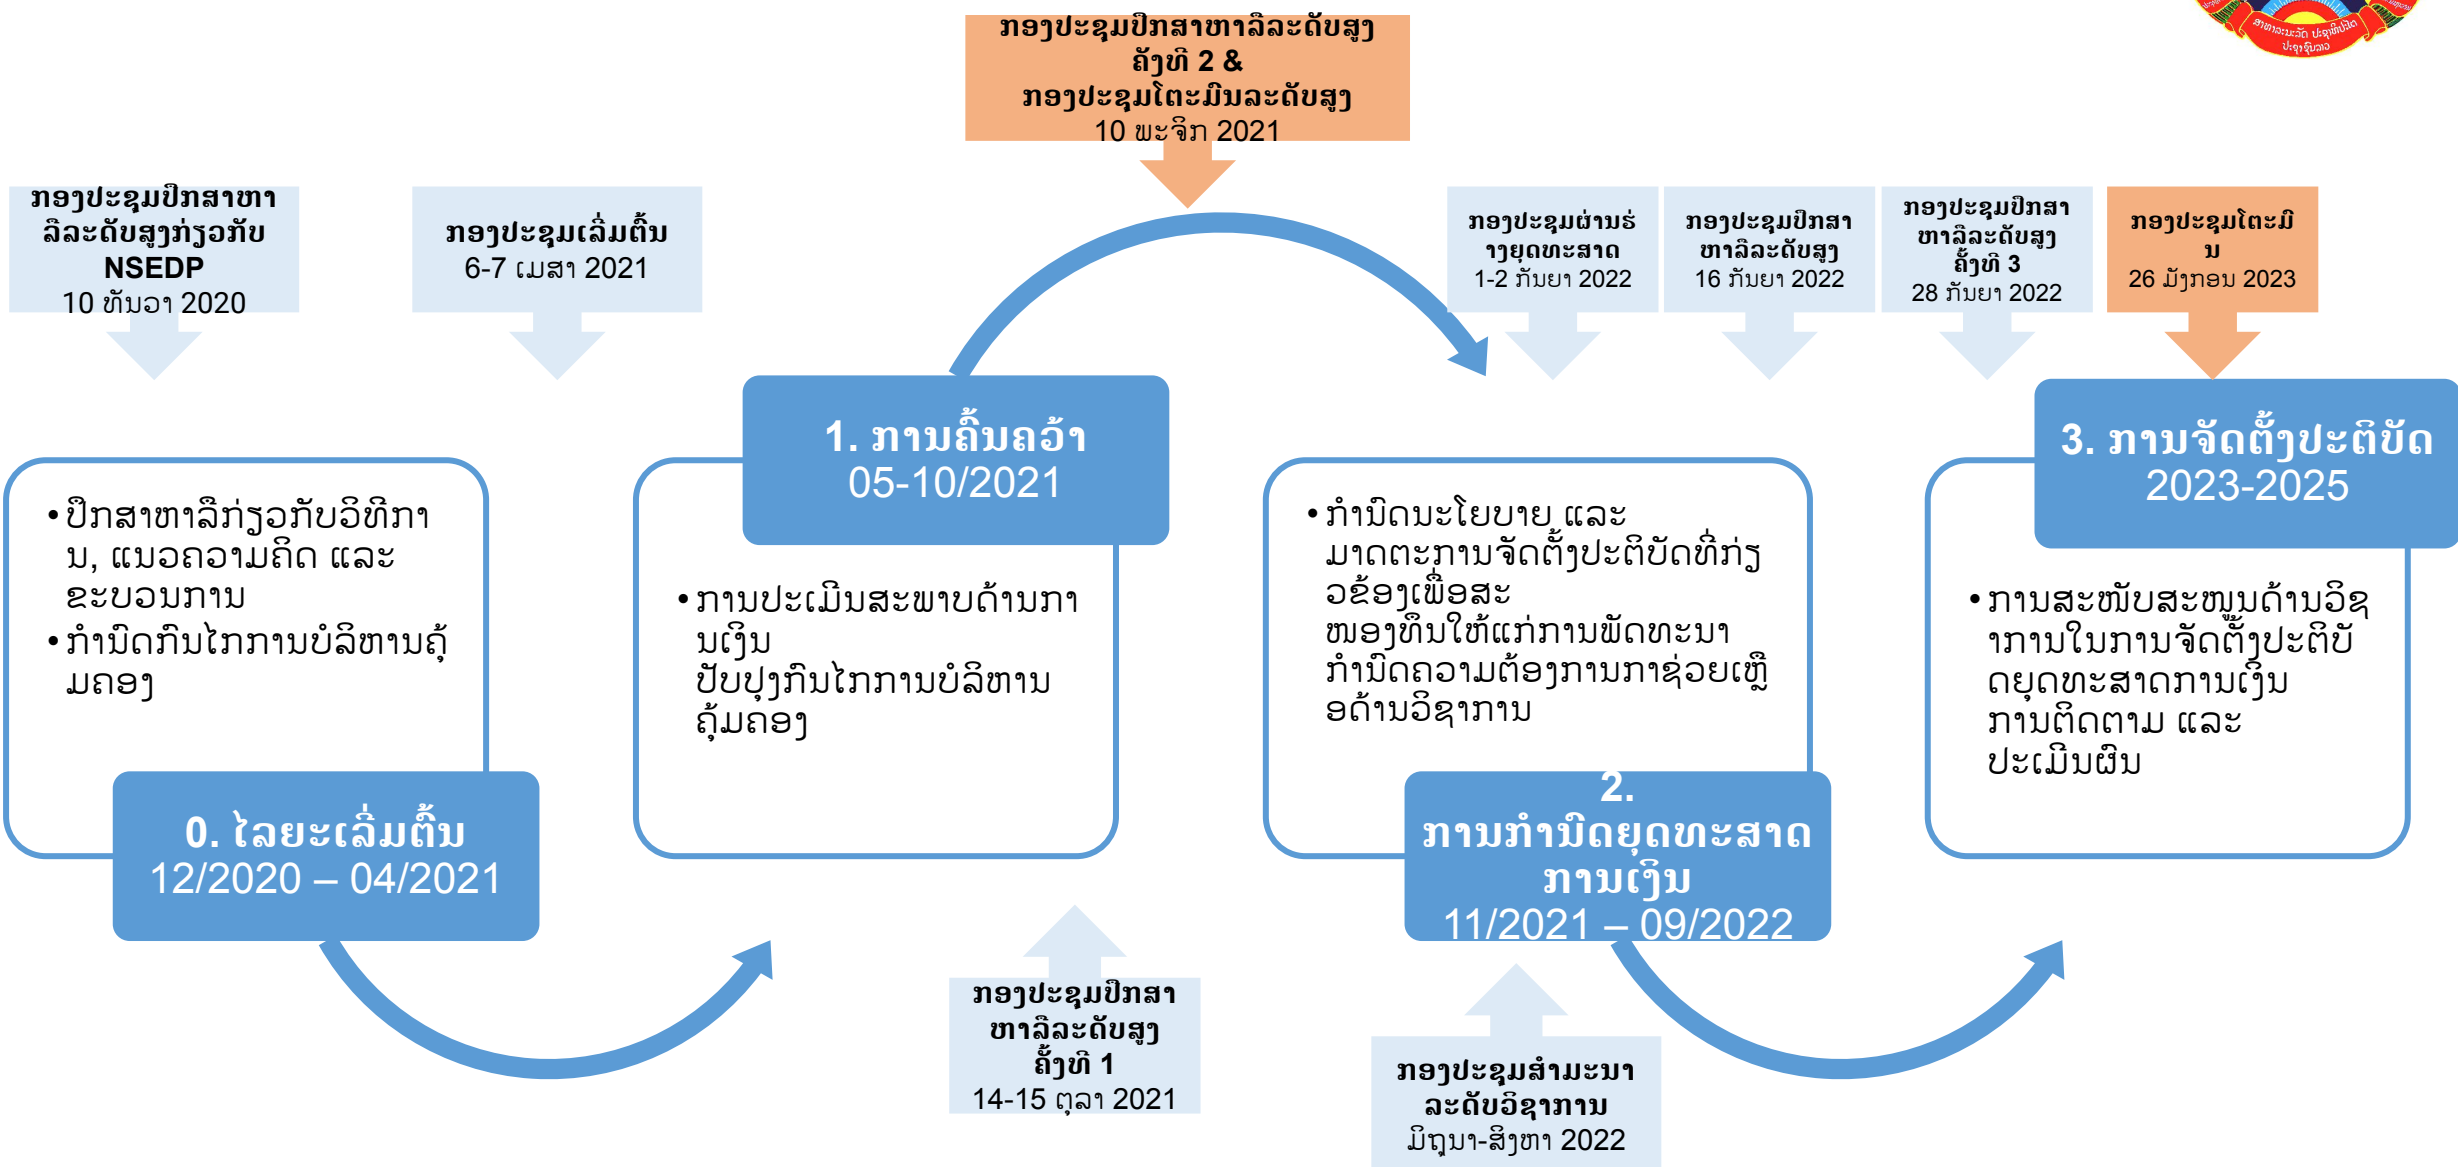 ສາທາລະນະລັດ ປະຊາທິປະໄຕ
ປະຊາຊົນລາວ
ກອງປະຊຸມປຶກສາຫາລືລະດັບສູງ
ຄັ້ງທີ 2 &
ກອງປະຊຸມໂຕະມົນລະດັບສູງ
10 ພະຈິກ 2021
ກອງປະຊຸມປຶກສາຫາ
ລືລະດັບສູງກ່ຽວກັບ
NSEDP
10 ທັນວາ 2020
ກອງປະຊຸມເລີ່ມຕົ້ນ
6-7 ເມສາ 2021
ກອງປະຊຸມຜ່ານຮ່
າງຍຸດທະສາດ
1-2 ກັນຍາ 2022
ກອງປະຊຸມປຶກສາ
ຫາລືລະດັບສູງ
16 ກັນຍາ 2022
ກອງປະຊຸມປຶກສາ
ຫາລືລະດັບສູງ
ຄັ້ງທີ 3
28 ກັນຍາ 2022
ກອງປະຊຸມໂຕະມົ
ນ
26 ມັງກອນ 2023
•ປຶກສາຫາລືກ່ຽວກັບວິທີກາ
ນ, ແນວຄວາມຄິດ ແລະ
ຂະບວນການ
•ກຳນົດກົນໄກການບໍລິຫານຄຸ້
ມຄອງ
0. ໄລຍະເລີ່ມຕົ້ນ
12/2020 – 04/2021
1. ການຄົ້ນຄວ້າ
05-10/2021
•ການປະເມີນສະພາບດ້ານກາ
ນເງິນ
ປັບປຸງກົນໄກການບໍລິຫານ
ຄຸ້ມຄອງ
ກອງປະຊຸມປຶກສາ
ຫາລືລະດັບສູງ
ຄັ້ງທີ 1
14-15 ຕຸລາ 2021
•ກຳນົດນະໂຍບາຍ ແລະ
ມາດຕະການຈັດຕັ້ງປະຕິບັດທີ່ກ່ຽ
ວຂ້ອງເພື່ອສະ
ໜອງທຶນໃຫ້ແກ່ການພັດທະນາ
ກຳນົດຄວາມຕ້ອງການກາຊ່ວຍເຫຼື
ອດ້ານວິຊາການ
2.
ການກຳນົດຍຸດທະສາດ
ການເງິນ
11/2021 – 09/2022
ກອງປະຊຸມສຳມະນາ
ລະດັບວິຊາການ
ມິຖຸນາ-ສິງຫາ 2022
3. ການຈັດຕັ້ງປະຕິບັດ
2023-2025
•ການສະໜັບສະໜູນດ້ານວິຊ
າການໃນການຈັດຕັ້ງປະຕິບັ
ດຍຸດທະສາດການເງິນ
ການຕິດຕາມ ແລະ
ປະເມີນຜົນ